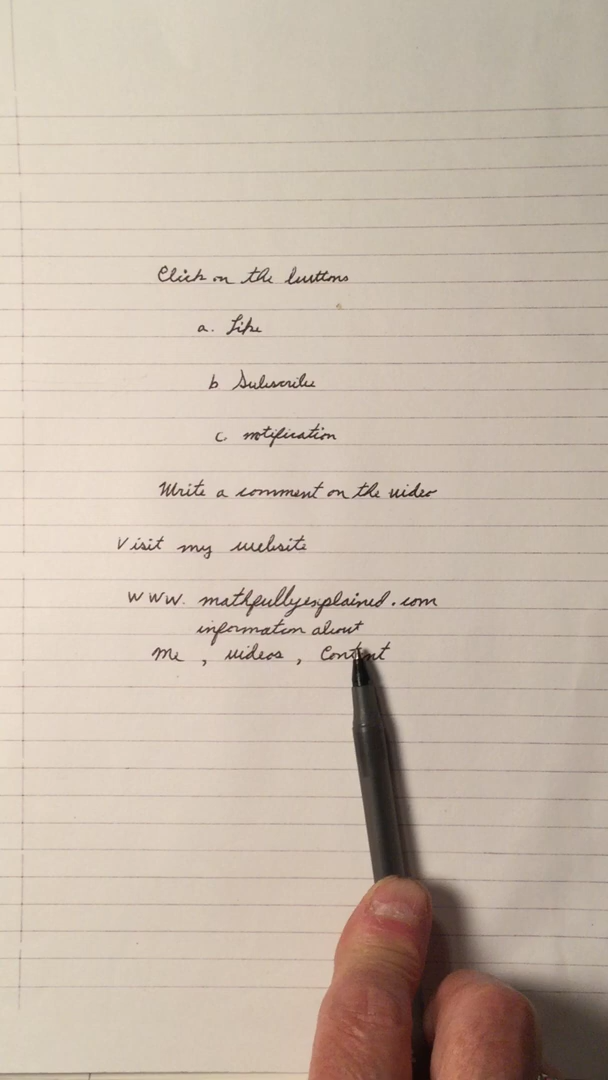 Click on the buttons
a. Like
b Subscribe
c. notification
Write a comment on the video
Visit my website
www.mathfullyexplained.com
information about
me, videos, Content